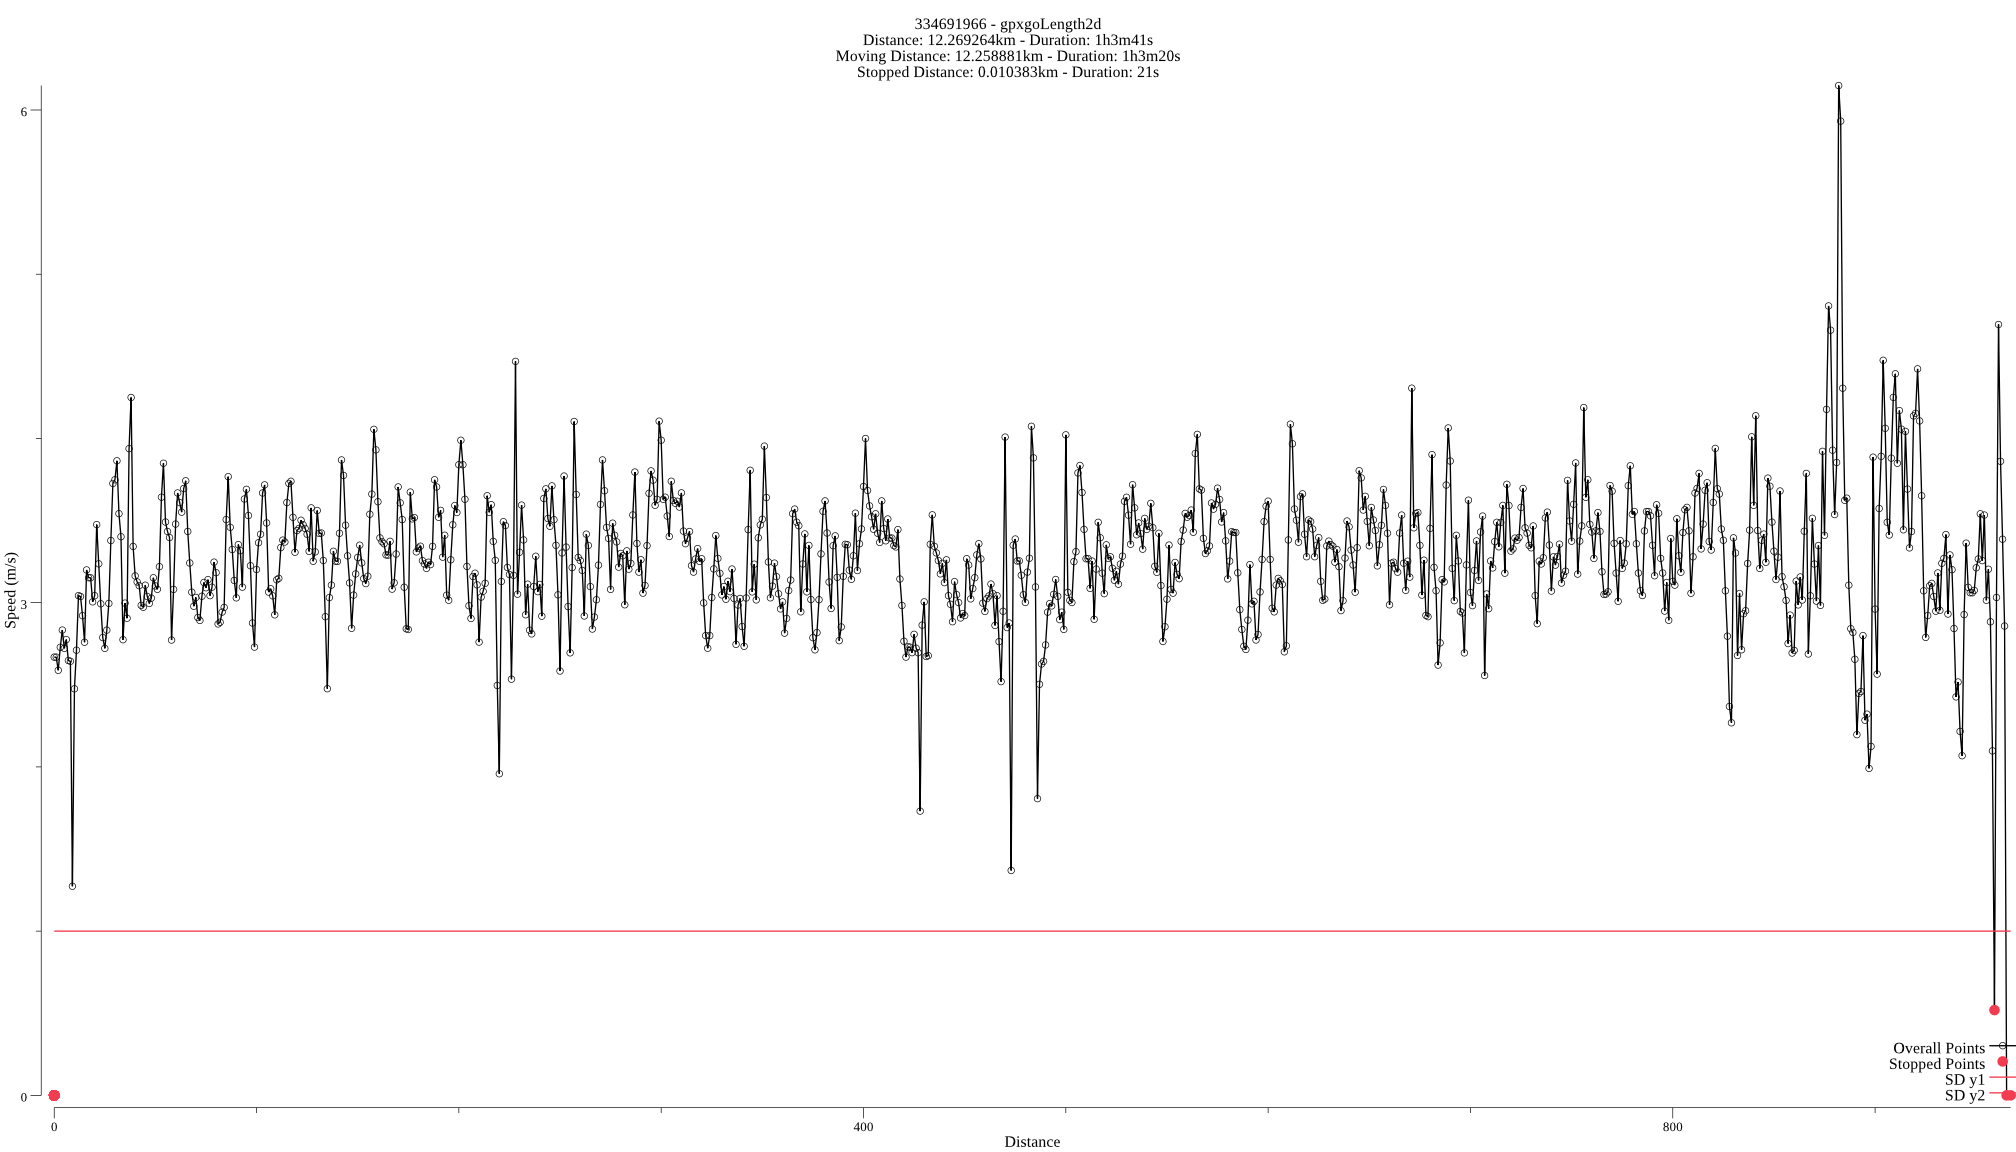 334691966 - gpxgoLength2d
Distance: 12.269264km - Duration: 1h3m41s
Moving Distance: 12.258881km - Duration: 1h3m20s
Stopped Distance: 0.010383km - Duration: 21s
6
3
0
Speed (m/s)
Overall Points
Stopped Points
SD y1
SD y2
0
400
800
Distance